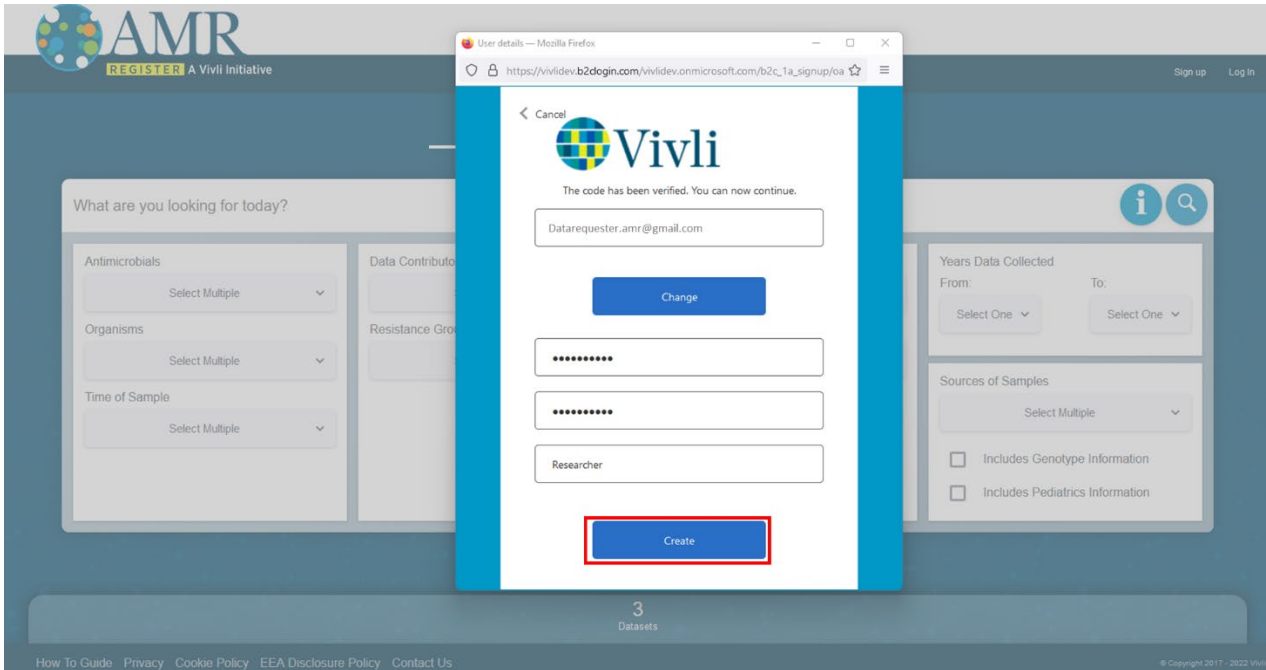 AMR
REGISTER A Vivli Initiative
Sign up Log In
User details — Mozilla Firefox
https://vivlidev.b2clogin.com/vivlidev.onmicrosoft.com/b2c_1a_signup/oa
Cancel
Vivli
The code has been verified. You can now continue.
Datarequester.amr@gmail.com
Change
••••••••••
••••••••••
Researcher
Create
What are you looking for today?
i
Antimicrobials
Select Multiple
Organisms
Select Multiple
Time of Sample
Select Multiple
Data Contributo
Resistance Gro
Years Data Collected
From: To:
Select One Select One
Sources of Samples
Select Multiple
Includes Genotype Information
Includes Pediatrics Information
3
Datasets
How To Guide Privacy Cookie Policy EEA Disclosure Policy Contact Us
© Copyright 2017 - 2022 Vivli